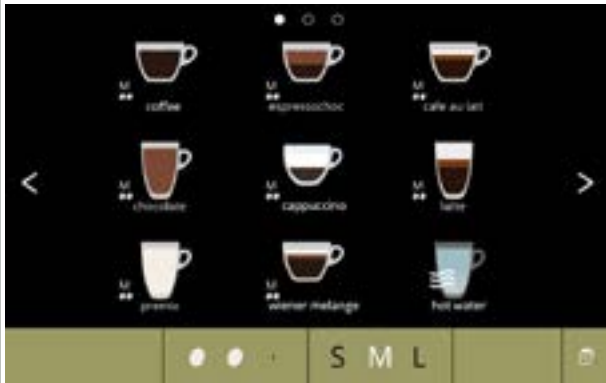 M
coffee
M
espressochoc
M
cafe au lait
M
chocolate
M
cappuccino
M
latte
M
premix
M
wiener melange
hot water
S M L